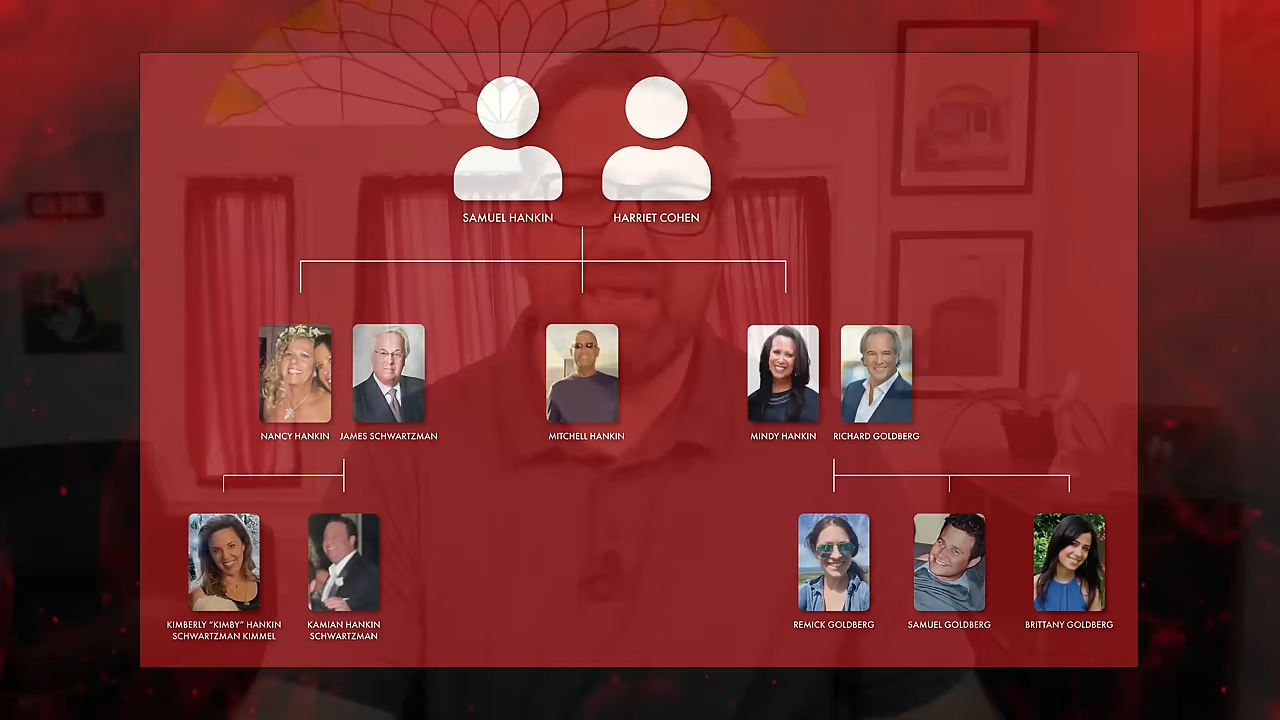 SAMUEL HANKIN
HARRIET COHEN
NANCY HANKIN
JAMES SCHWARTZMAN
MITCHELL HANKIN
MINDY HANKIN
RICHARD GOLDBERG
KIMBERLY “KIMBY” HANKIN
SCHWARTZMAN KIMMEL
KAMIAN HANKIN
SCHWARTZMAN
REMICK GOLDBERG
SAMUEL GOLDBERG
BRITTANY GOLDBERG